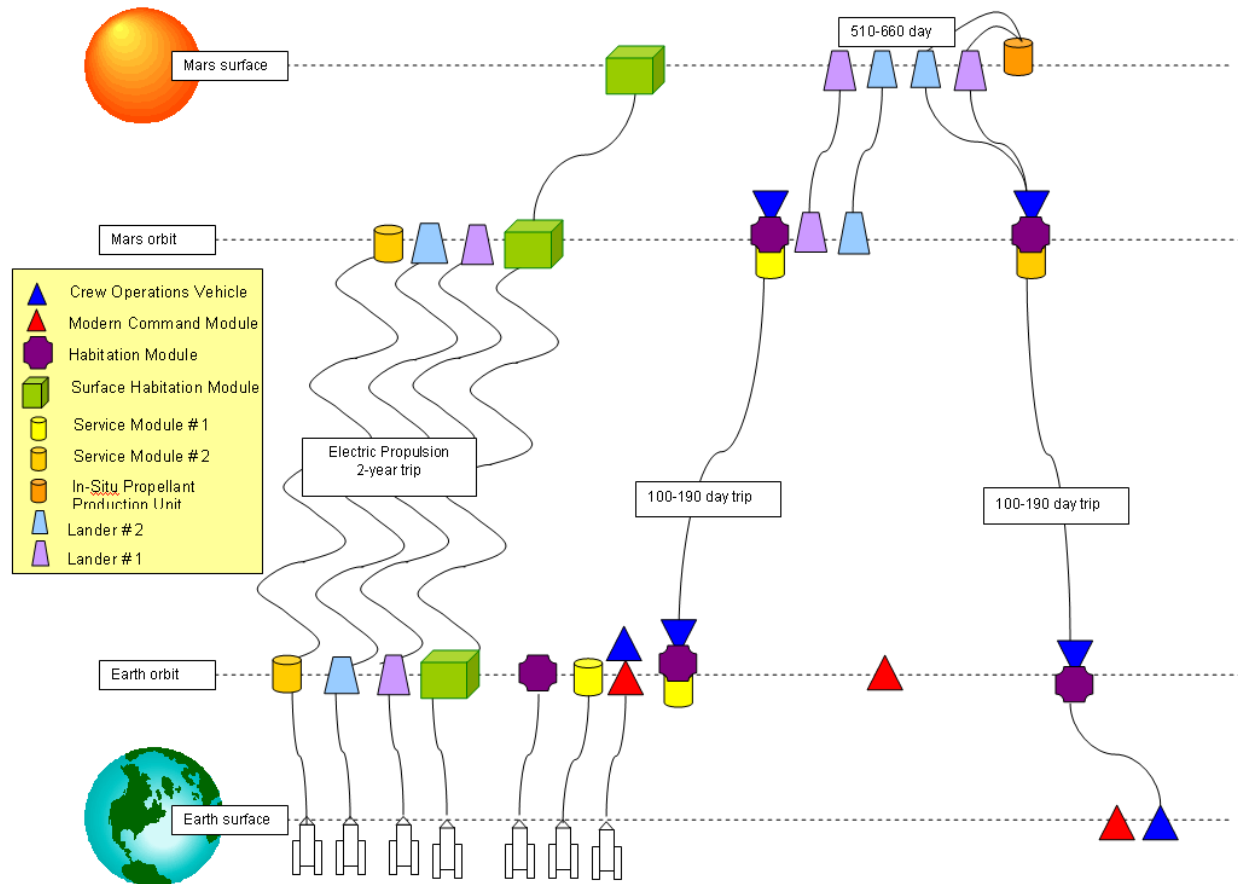 510-660 day
Mars surface
Mars orbit
Crew Operations Vehicle
Modern Command Module
Habitation Module
Surface Habitation Module
Service Module #1
Service Module #2
In-Situ Propellant
Production Unit
Lander #2
Lander #1
Electric Propulsion
2-year trip
100-190 day trip
100-190 day trip
Earth orbit
Earth surface